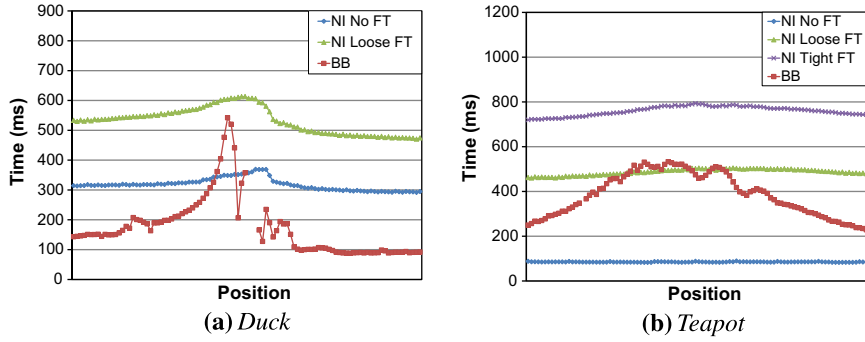 900
800
700
600
500
400
300
200
100
0
Time (ms)
NI No FT
NI Loose FT
BB
Position
(a) Duck
1200
1000
800
600
400
200
0
Time (ms)
NI No FT
NI Loose FT
NI Tight FT
BB
Position
(b) Teapot